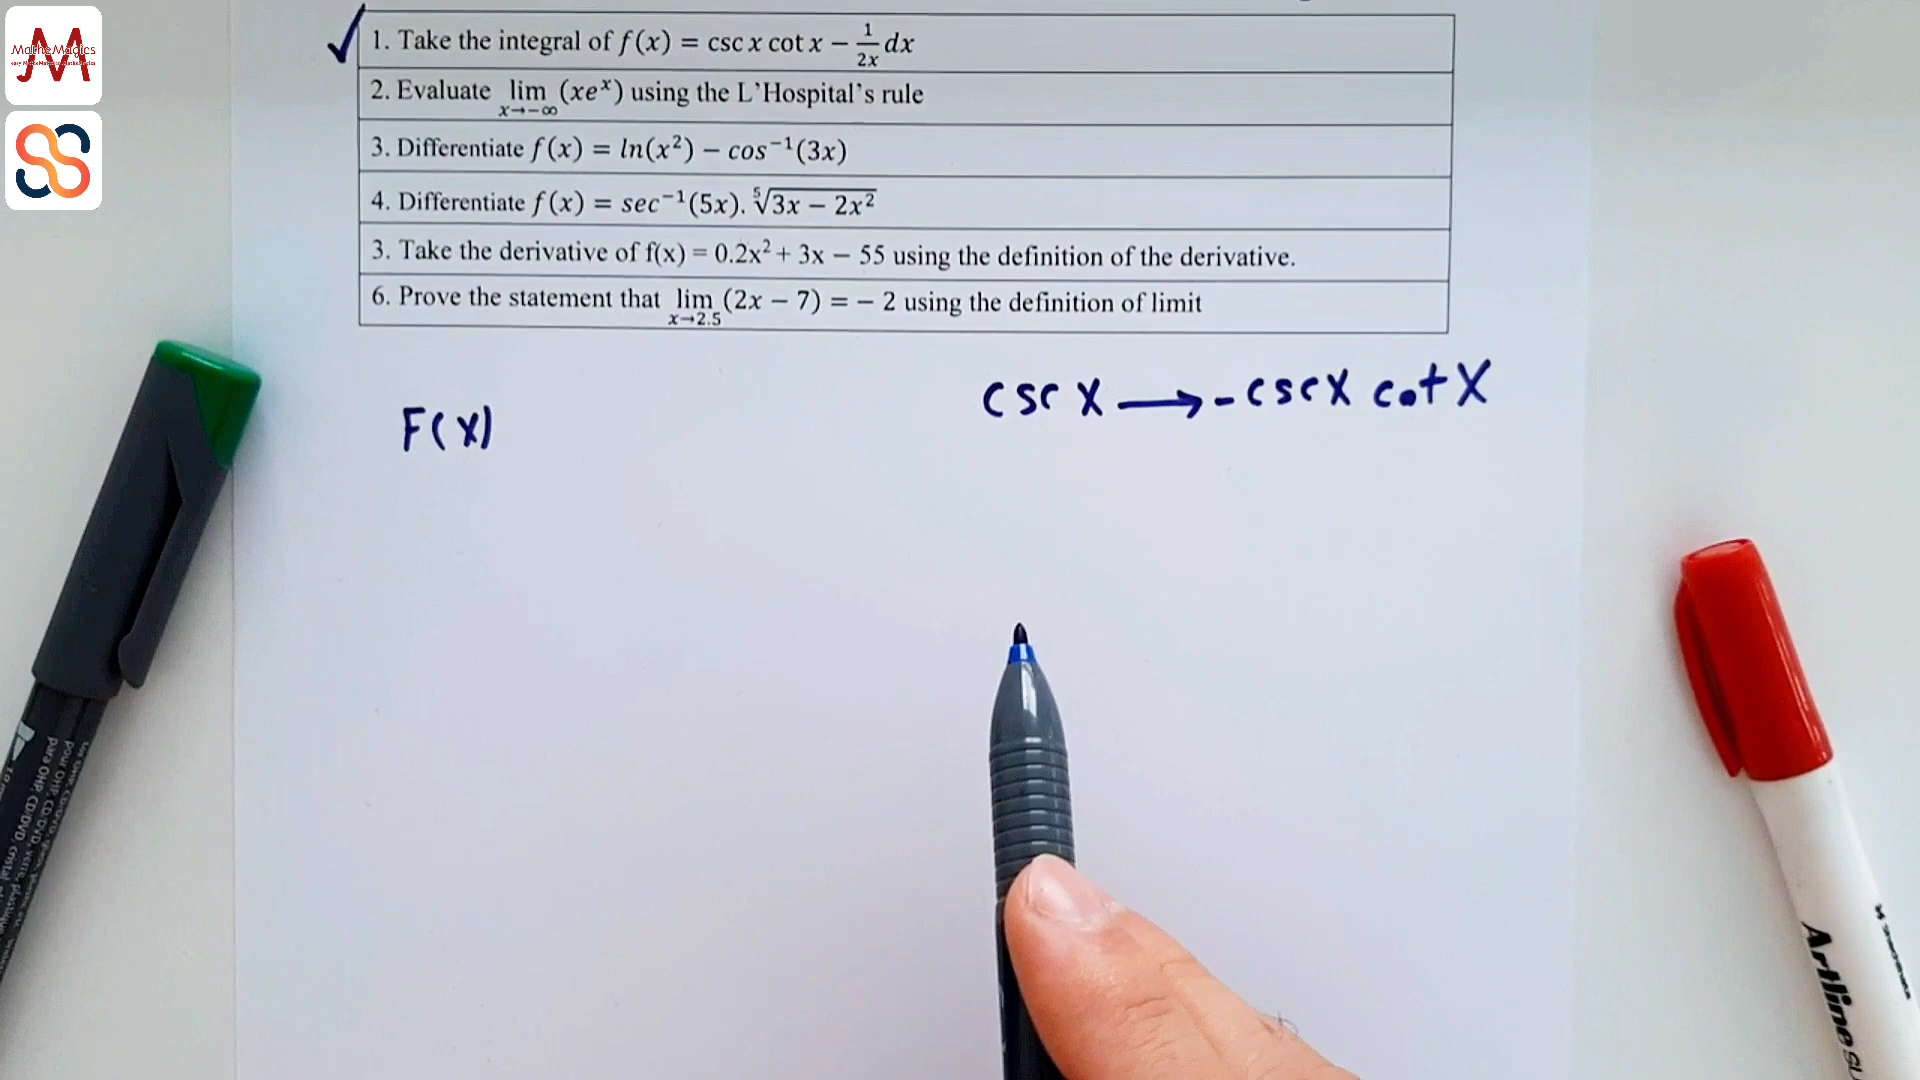 MatheMagics
1. Take the integral of f(x) = csc x cot x − 1/2x dx
2. Evaluate lim x→−∞ (xeˣ) using the L'Hospital's rule
3. Differentiate f(x) = ln(x²) − cos⁻¹(3x)
4. Differentiate f(x) = sec⁻¹(5x). ⁵√3x − 2x²
3. Take the derivative of f(x) = 0.2x² + 3x − 55 using the definition of the derivative.
6. Prove the statement that lim x→2.5 (2x − 7) = − 2 using the definition of limit
csc x → - csc x cot x
F(x)
Artline